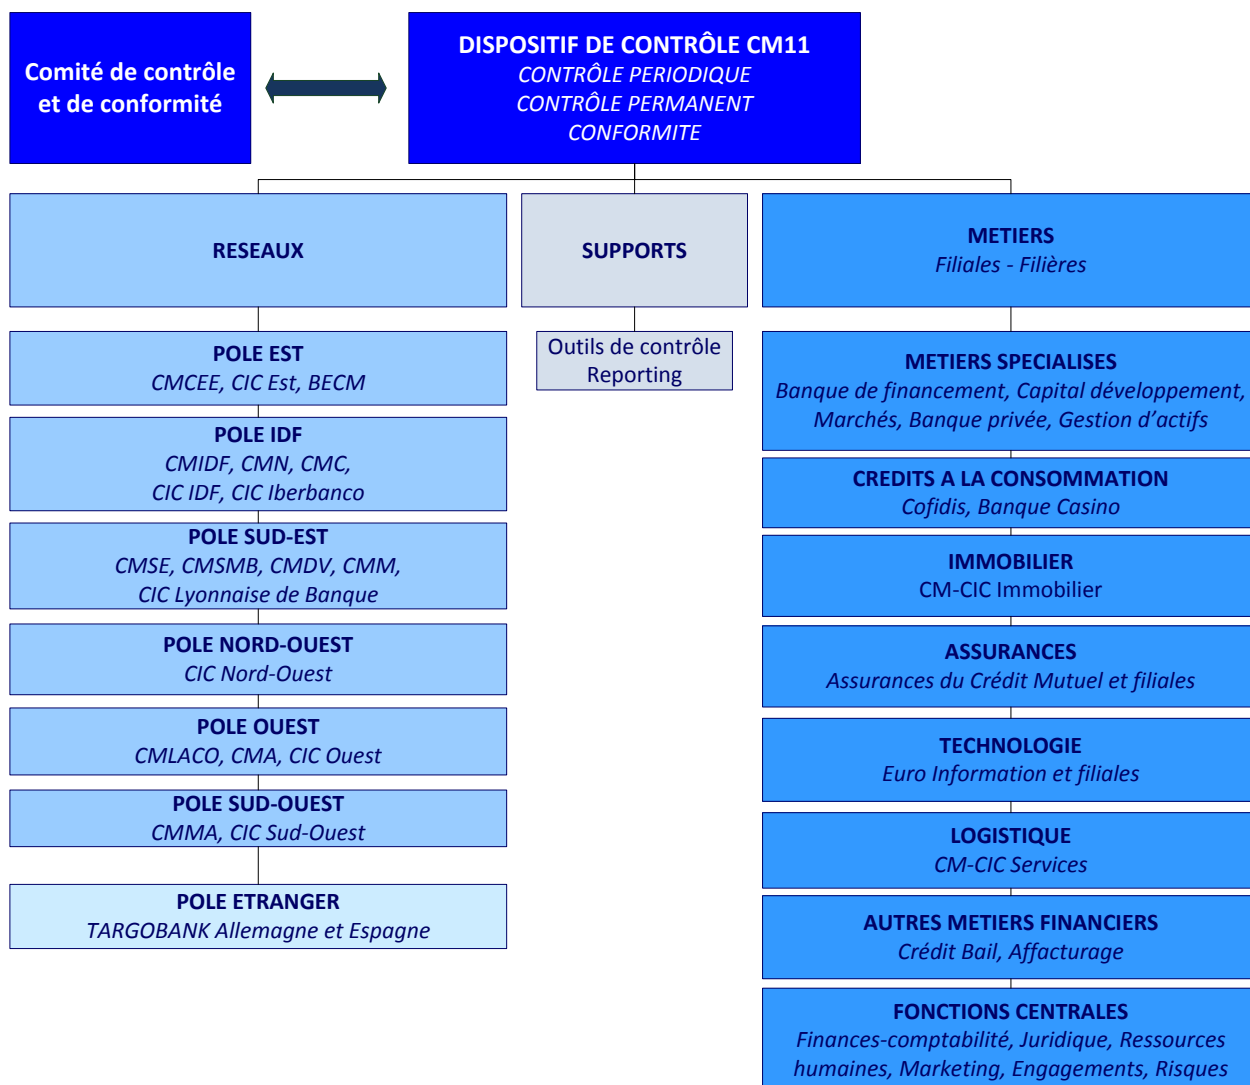 Comité de contrôle
et de conformité
DISPOSITIF DE CONTRÔLE CM11
CONTRÔLE PERIODIQUE
CONTRÔLE PERMANENT
CONFORMITE
RESEAUX
SUPPORTS
METIERS
Filiales - Filières
POLE EST
CMCEE, CIC Est, BECM
POLE IDF
CMIDF, CMN, CMC,
CIC IDF, CIC Iberbanco
POLE SUD-EST
CMSE, CMSMB, CMDV, CMM,
CIC Lyonnaise de Banque
POLE NORD-OUEST
CIC Nord-Ouest
POLE OUEST
CMLACO, CMA, CIC Ouest
POLE SUD-OUEST
CMMA, CIC Sud-Ouest
POLE ETRANGER
TARGOBANK Allemagne et Espagne
Outils de contrôle
Reporting
METIERS SPECIALISES
Banque de financement, Capital développement,
Marchés, Banque privée, Gestion d'actifs
CREDITS A LA CONSOMMATION
Cofidis, Banque Casino
IMMOBILIER
CM-CIC Immobilier
ASSURANCES
Assurances du Crédit Mutuel et filiales
TECHNOLOGIE
Euro Information et filiales
LOGISTIQUE
CM-CIC Services
AUTRES METIERS FINANCIERS
Crédit Bail, Affacturage
FONCTIONS CENTRALES
Finances-comptabilité, Juridique, Ressources
humaines, Marketing, Engagements, Risques